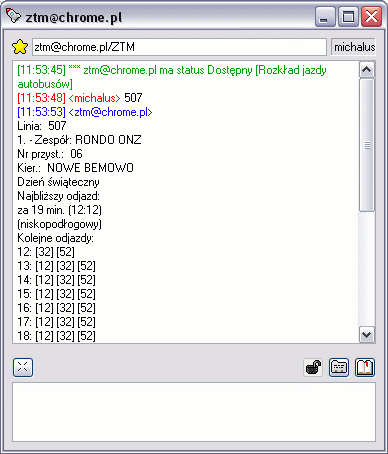 ztm@chrome.pl
ztm@chrome.pl/ZTM
michalus
[11:53:45] *** ztm@chrome.pl ma status Dostępny [Rozkład jazdy
autobusów]
[11:53:48] <michalus> 507
[11:53:53] <ztm@chrome.pl>
Linia: 507
1. - Zespół: RONDO ONZ
Nr przyst.: 06
Kier.: NOWE BEMOWO
Dzień świąteczny
Najbliższy odjazd:
za 19 min. (12:12)
(niskopodłogowy)
Kolejne odjazdy:
12: [32] [52]
13: [12] [32] [52]
14: [12] [32] [52]
15: [12] [32] [52]
16: [12] [32] [52]
17: [12] [32] [52]
18: [12] [32] [52]